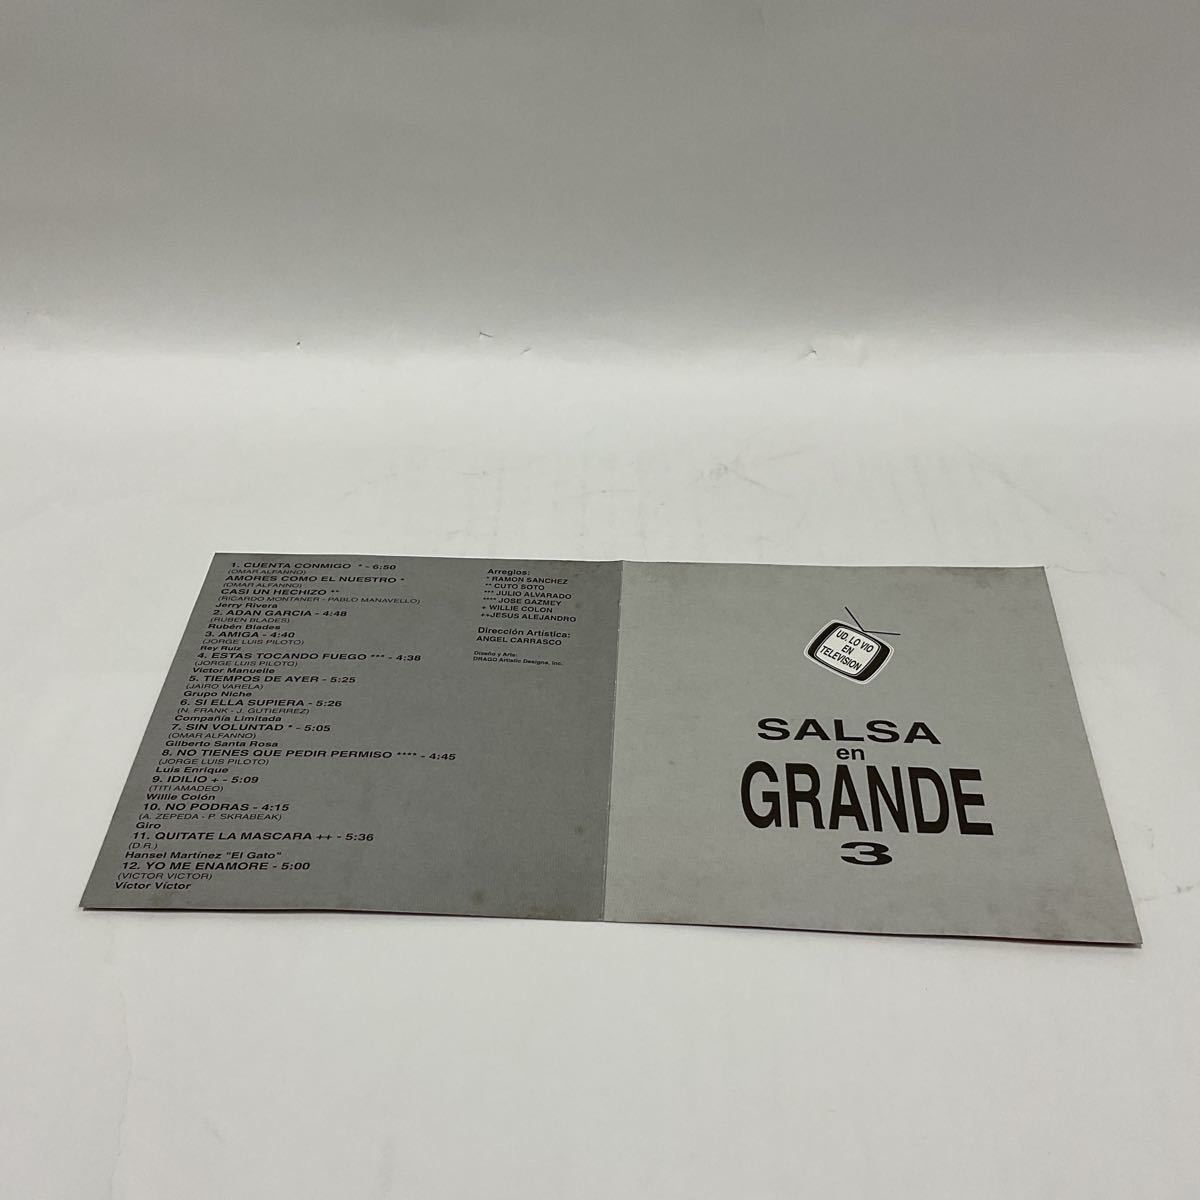 1. CUENTA CONMIGO * - 6:50
(OMAR ALFANNO)
AMORES COMO EL NUESTRO *
(OMAR ALFANNO)
CASI UN HECHIZO **
(RICARDO MONTANER - PABLO MANAVELLO)
Jerry Rivera
2. ADAN GARCIA - 4:48
(RUBEN BLADES)
Rubén Blades
3. AMIGA - 4:40
(JORGE LUIS PILOTO)
Rey Ruiz
4. ESTAS TOCANDO FUEGO *** - 4:38
(JORGE LUIS PILOTO)
Victor Manuelle
5. TIEMPOS DE AYER - 5:25
(JAIRO VARELA)
Grupo Niche
6. SI ELLA SUPIERA - 5:26
(N. FRANK - J. GUTIERREZ)
Compañía Limitada
7. SIN VOLUNTAD * - 5:05
(OMAR ALFANNO)
Gilberto Santa Rosa
8. NO TIENES QUE PEDIR PERMISO **** - 4:45
(JORGE LUIS PILOTO)
Luis Enrique
9. IDILIO + - 5:09
(TITI AMADEO)
Willie Colón
10. NO PODRAS - 4:15
(A. ZEPEDA - P. SKRABEAK)
Giro
11. QUITATE LA MASCARA ++ - 5:36
(D.R.)
Hansel Martínez "El Gato"
12. YO ME ENAMORE - 5:00
(VICTOR VICTOR)
Víctor Víctor
Arreglos:
* RAMON SANCHEZ
** CUTO SOTO
*** JULIO ALVARADO
**** JOSE GAZMEY
+ WILLIE COLON
++JESUS ALEJANDRO
Dirección Artística:
ANGEL CARRASCO
Diseño y Arte:
DRAGO Artistic Designs, Inc.
UD. LO VIO
EN
TELEVISION
SALSA
en
GRANDE
3